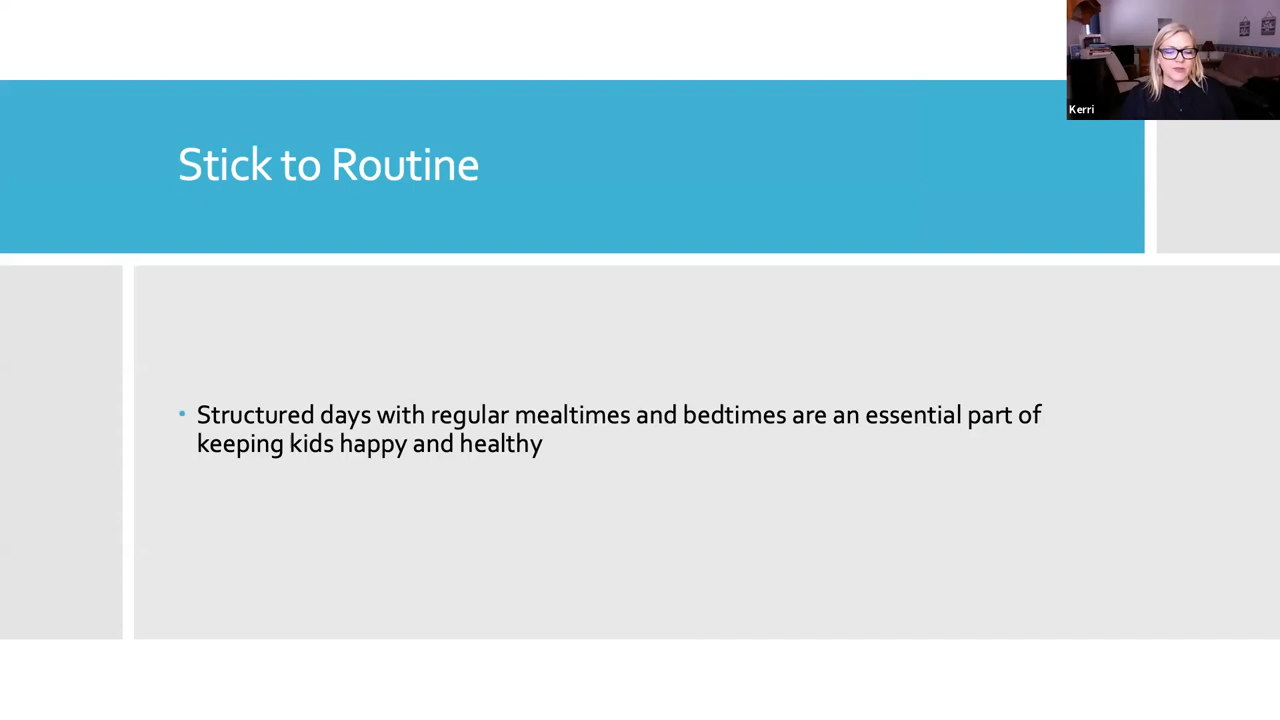 Kerri
Stick to Routine
• Structured days with regular mealtimes and bedtimes are an essential part of
keeping kids happy and healthy